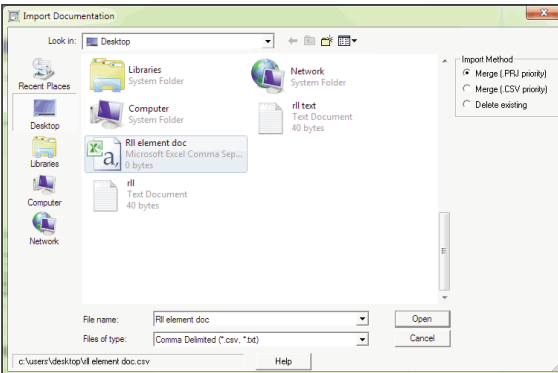 Import Documentation
Look in:
Desktop
Recent Places
Desktop
Libraries
Computer
Network
Libraries
System Folder
Network
System Folder
Computer
System Folder
rll text
Text Document
40 bytes
Rll element doc
Microsoft Excel Comma Sep...
0 bytes
rll
Text Document
40 bytes
Import Method
Merge (.PRJ priority)
Merge (.CSV priority)
Delete existing
File name:
Rll element doc
Open
Files of type:
Comma Delimited (*.csv, *.txt)
Cancel
c:\users\desktop\rll element doc.csv
Help